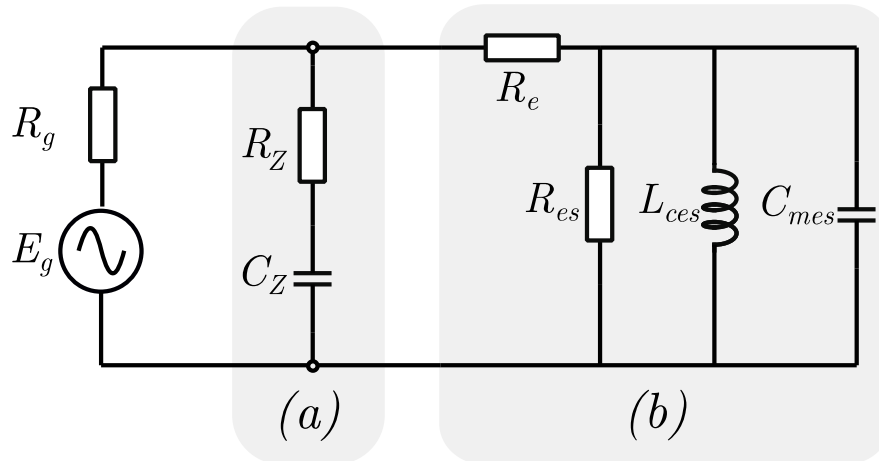 R_e
R_g
R_Z
R_es
L_ces
C_mes
E_g
C_Z
(a)
(b)